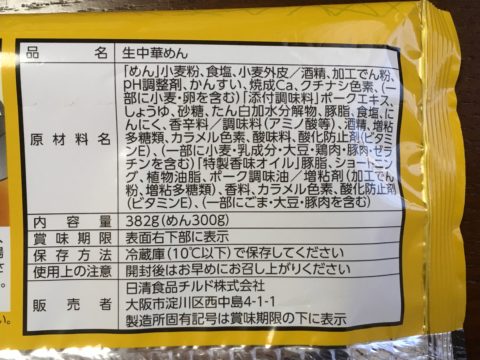 品名 生中華めん
原材料名
「めん」小麦粉、食塩、小麦外皮／酒精、加工でん粉、
pH調整剤、かんすい、焼成Ca、クチナシ色素、(一
部に小麦・卵を含む)「添付調味料」ポークエキス、
しょうゆ、砂糖、たん白加水分解物、豚脂、食塩、に
んにく、香辛料／調味料(アミノ酸等)、酒精、増粘
多糖類、カラメル色素、酸味料、酸化防止剤(ビタミ
ンE)、(一部に小麦・乳成分・大豆・鶏肉・豚肉・ゼラ
チンを含む)「特製香味オイル」豚脂、ショートニン
グ、植物油脂、ポーク調味油／増粘剤(加工でん
粉、増粘多糖類)、香料、カラメル色素、酸化防止剤
(ビタミンE)、(一部にごま・大豆・豚肉を含む)
内容量 382g(めん300g)
賞味期限 表面右下部に表示
保存方法 冷蔵庫(10℃以下)で保存してください
使用上の注意 開封後はお早めにお召し上がりください
販売者
日清食品チルド株式会社
大阪市淀川区西中島4-1-1
製造所固有記号は賞味期限の下に表示